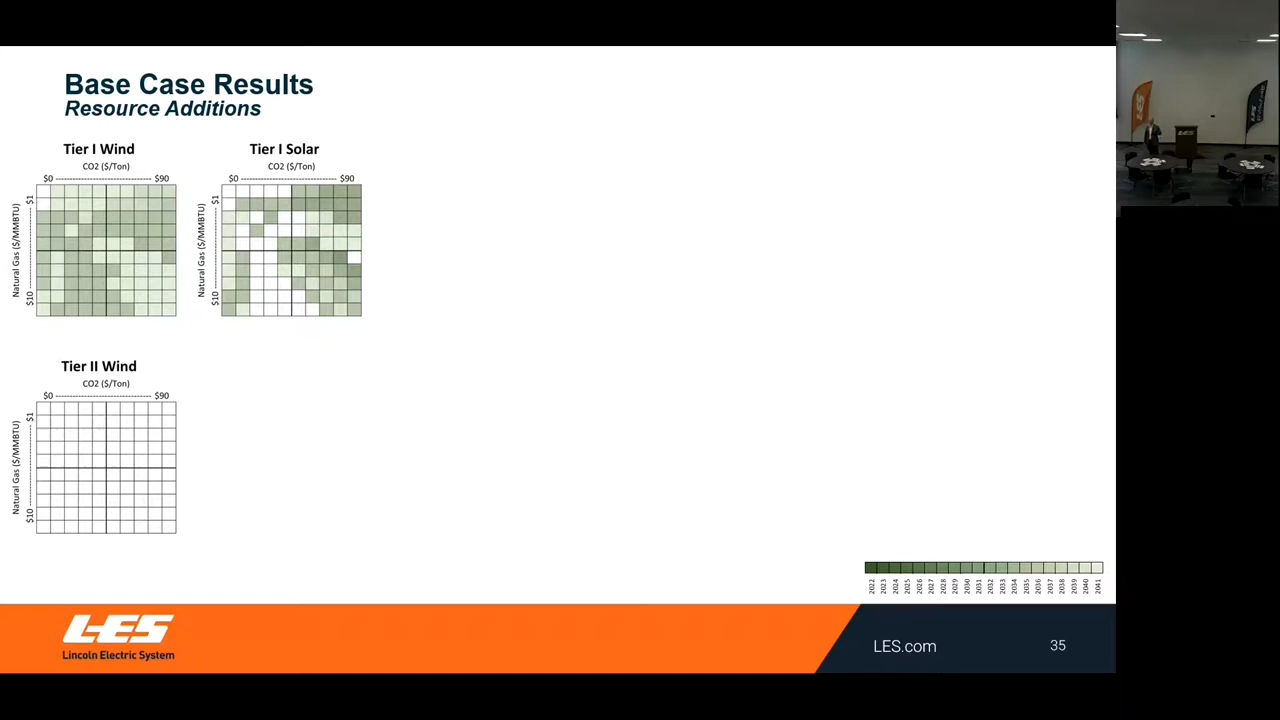 Base Case Results
Resource Additions
Tier I Wind
CO2 ($/Ton)
$0 $90
Natural Gas ($/MMBTU)
$1
$10
Tier I Solar
CO2 ($/Ton)
$0 $90
Natural Gas ($/MMBTU)
$1
$10
Tier II Wind
CO2 ($/Ton)
$0 $90
Natural Gas ($/MMBTU)
$1
$10
2022 2023 2024 2025 2026 2027 2028 2029 2030 2031 2032 2033 2034 2035 2036 2037 2038 2039 2040 2041
LES
Lincoln Electric System
LES.com
35
LES
LES